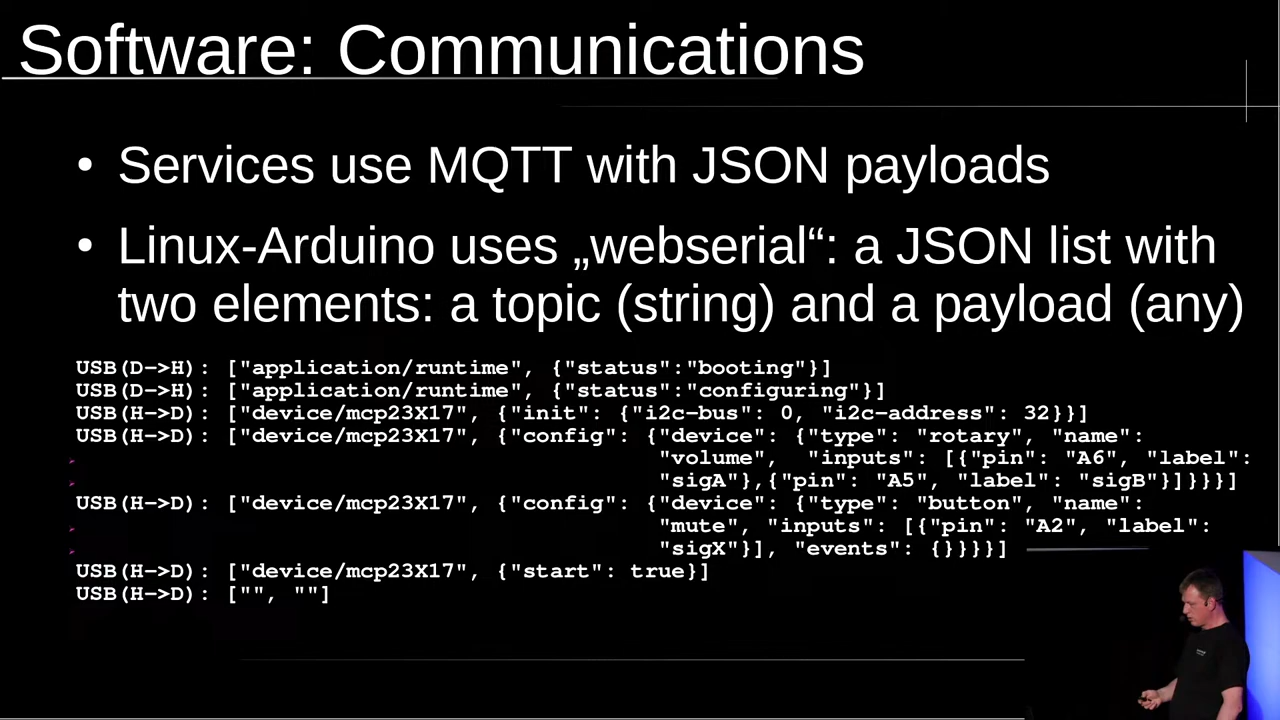 Software: Communications
• Services use MQTT with JSON payloads
• Linux-Arduino uses „webserial“: a JSON list with
two elements: a topic (string) and a payload (any)
USB(D->H): ["application/runtime", {"status":"booting"}]
USB(D->H): ["application/runtime", {"status":"configuring"}]
USB(H->D): ["device/mcp23X17", {"init": {"i2c-bus": 0, "i2c-address": 32}}]
USB(H->D): ["device/mcp23X17", {"config": {"device": {"type": "rotary", "name":
"volume", "inputs": [{"pin": "A6", "label":
"sigA"},{"pin": "A5", "label": "sigB"}]}}}]
USB(H->D): ["device/mcp23X17", {"config": {"device": {"type": "button", "name":
"mute", "inputs": [{"pin": "A2", "label":
"sigX"}], "events": {}}}}]
USB(H->D): ["device/mcp23X17", {"start": true}]
USB(H->D): ["", ""]